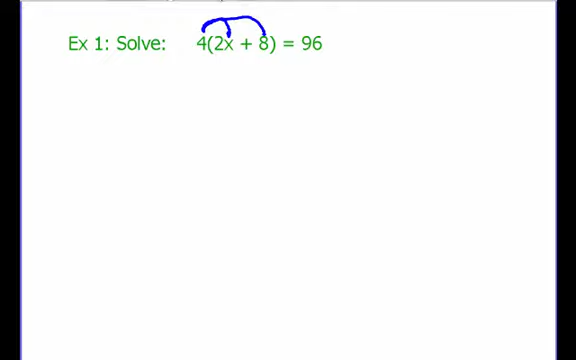 Ex 1: Solve: 4(2x + 8) = 96